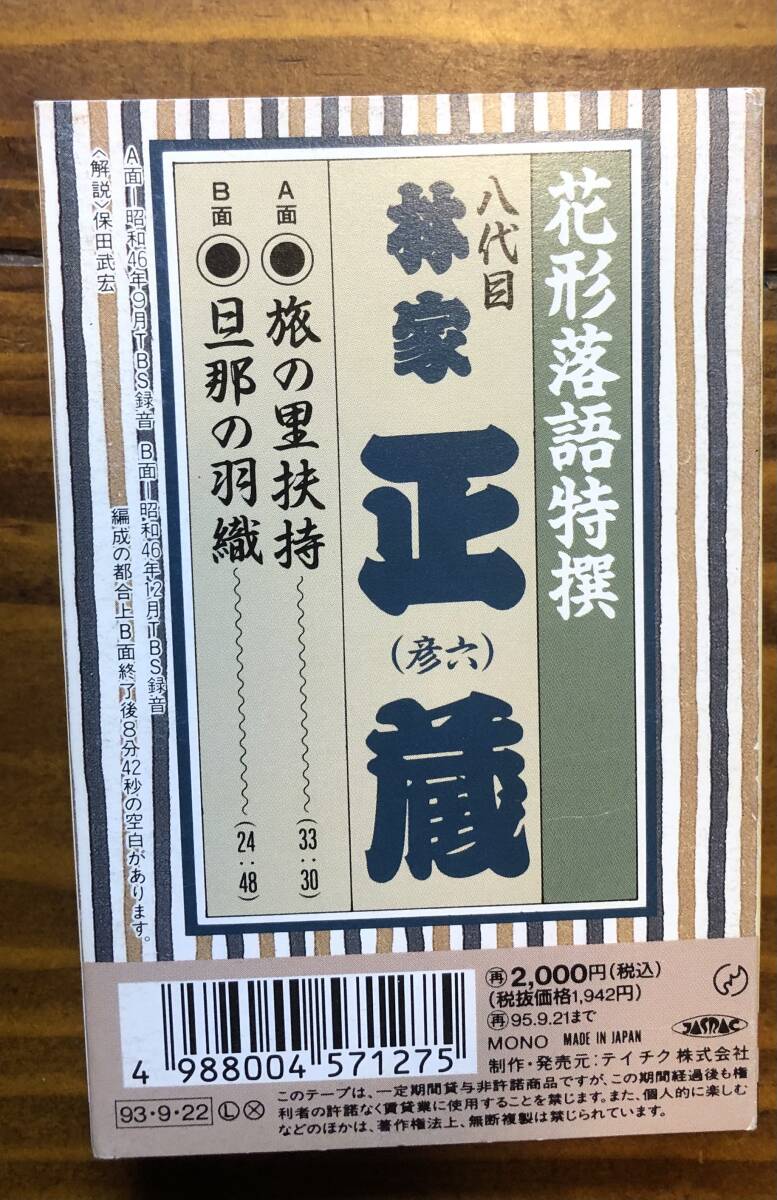 花形落語特撰
八代目
林家
正蔵
(彦六)
A面
旅の里扶持
(33:30)
B面
旦那の羽織
(24:48)
A面―昭和46年9月TBS録音 B面―昭和46年12月TBS録音
編成の都合上B面終了後8分42秒の空白があります。
〈解説〉保田武宏
4 988004 571275
93・9・22 Ⓛ ⓧ
再 2,000円(税込)
(税抜価格1,942円)
再 95.9.21まで
MONO MADE IN JAPAN
制作・発売元:テイチク株式会社
JASRAC
このテープは、一定期間貸与非許諾商品ですが、この期間経過後も権
利者の許諾なく賃貸業に使用することを禁じます。また、個人的に楽しむ
などのほかは、著作権法上、無断複製は禁じられています。